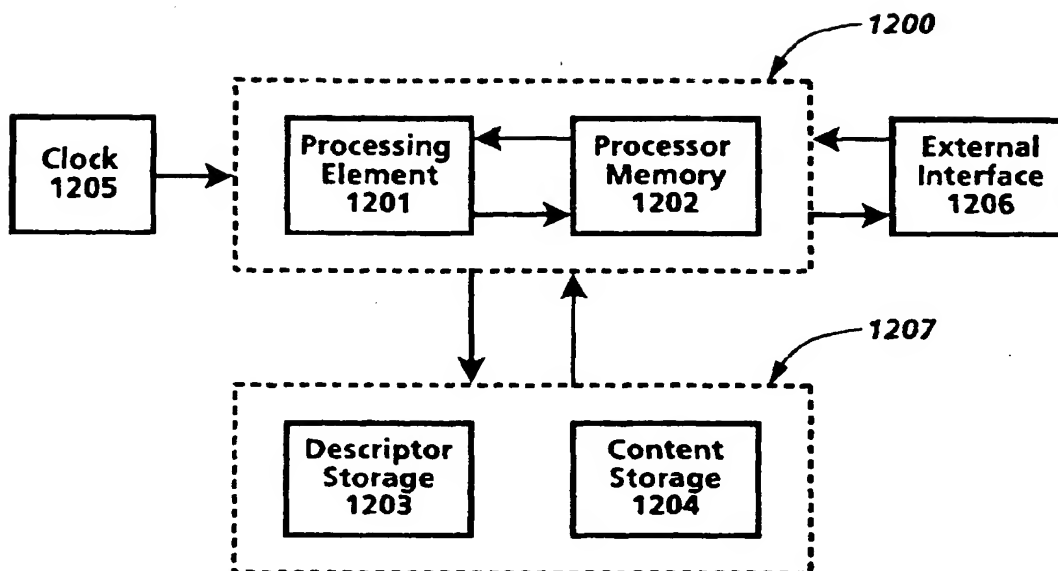 1200
Clock
1205
Processing
Element
1201
Processor
Memory
1202
External
Interface
1206
1207
Descriptor
Storage
1203
Content
Storage
1204